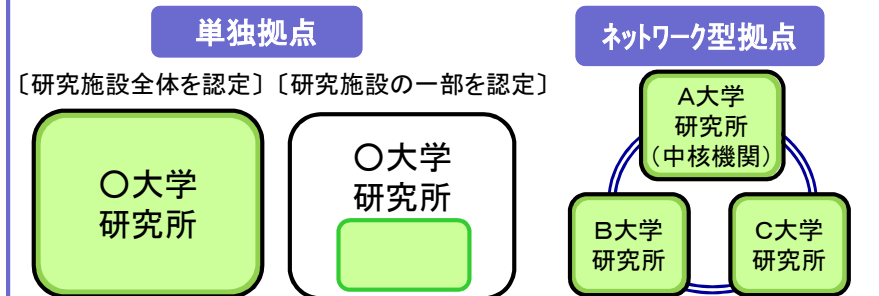 単独拠点
ネットワーク型拠点
〔研究施設全体を認定〕〔研究施設の一部を認定〕
〇大学
研究所
〇大学
研究所
A大学
研究所
(中核機関)
B大学
研究所
C大学
研究所